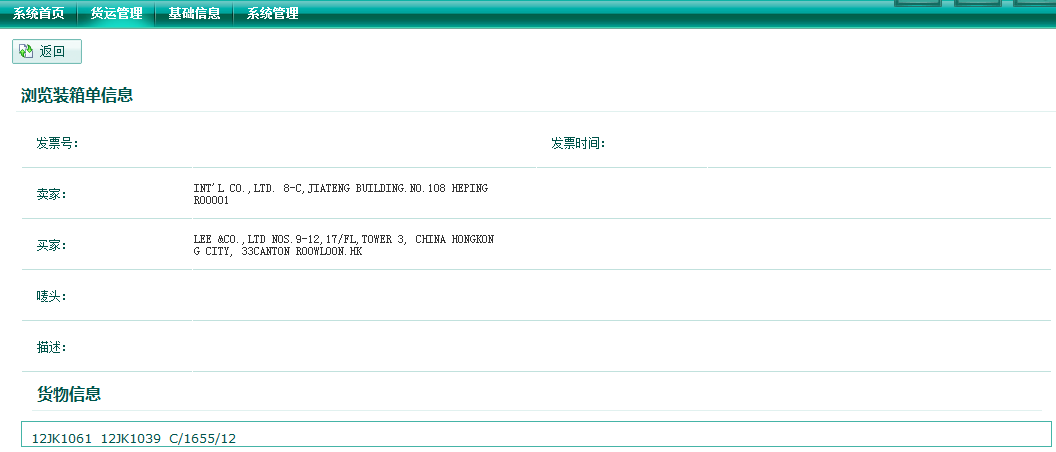 系统首页 货运管理 基础信息 系统管理
返回
浏览装箱单信息
发票号: 发票时间:
卖家: INT'L CO.,LTD. 8-C,JIATENG BUILDING.NO.108 HEPING
ROOOO1
买家: LEE &CO.,LTD NOS.9-12,17/FL,TOWER 3, CHINA HONGKON
G CITY, 33CANTON ROOWLOON.HK
唛头:
描述:
货物信息
12JK1061 12JK1039 C/1655/12